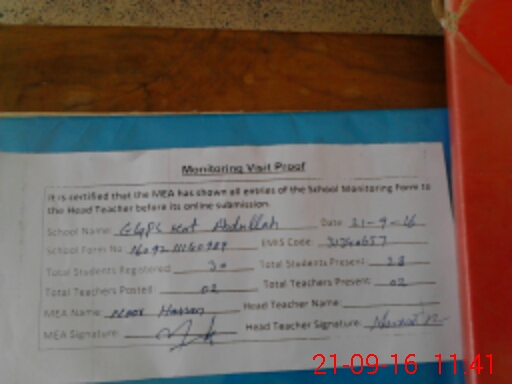 Monitoring Visit Proof
It is certified that the MEA has shown all entries of the School Monitoring Form to
the Head Teacher before its online submission.
School Name: GGPS Abdullah Date: 21-9-16
School Form No:
EMIS Code:
Total Students Registered: 30 Total Students Present: 28
Total Teachers Posted: 02 Total Teachers Present: 02
MEA Name: Noor Hassan Head Teacher Name:
MEA Signature: Head Teacher Signature:
21-09-16 11.41